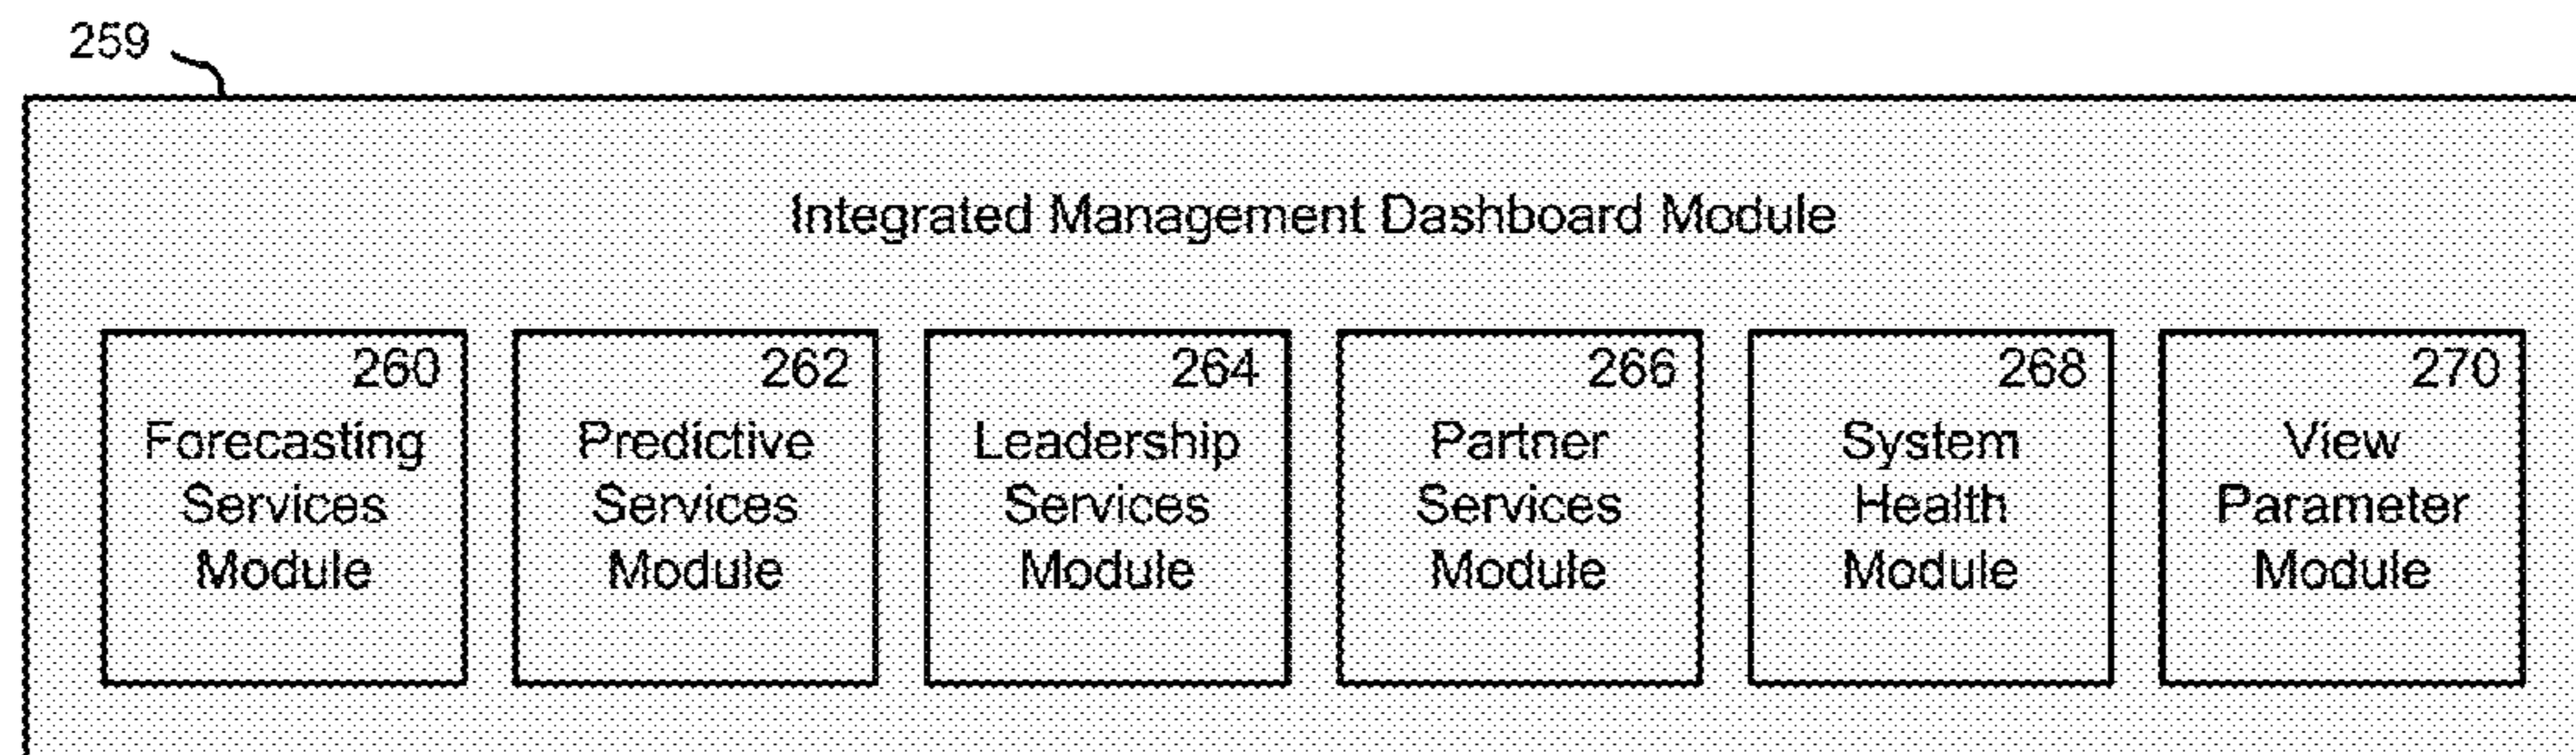 259
Integrated Management Dashboard Module
260
Forecasting
Services
Module
262
Predictive
Services
Module
264
Leadership
Services
Module
266
Partner
Services
Module
268
System
Health
Module
270
View
Parameter
Module